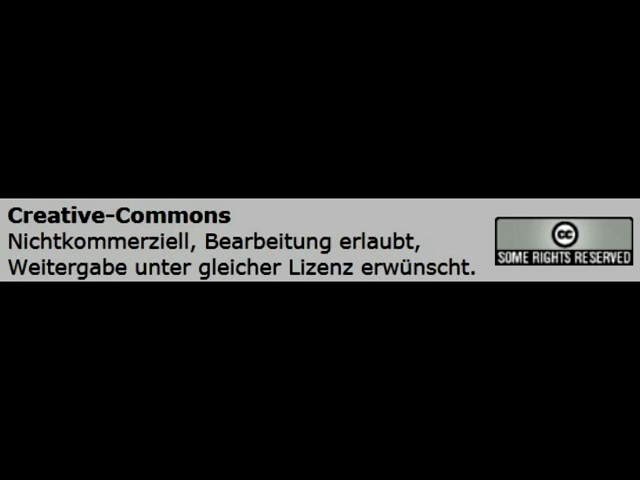 Creative-Commons
Nichtkommerziell, Bearbeitung erlaubt,
Weitergabe unter gleicher Lizenz erwünscht.
cc
SOME RIGHTS RESERVED